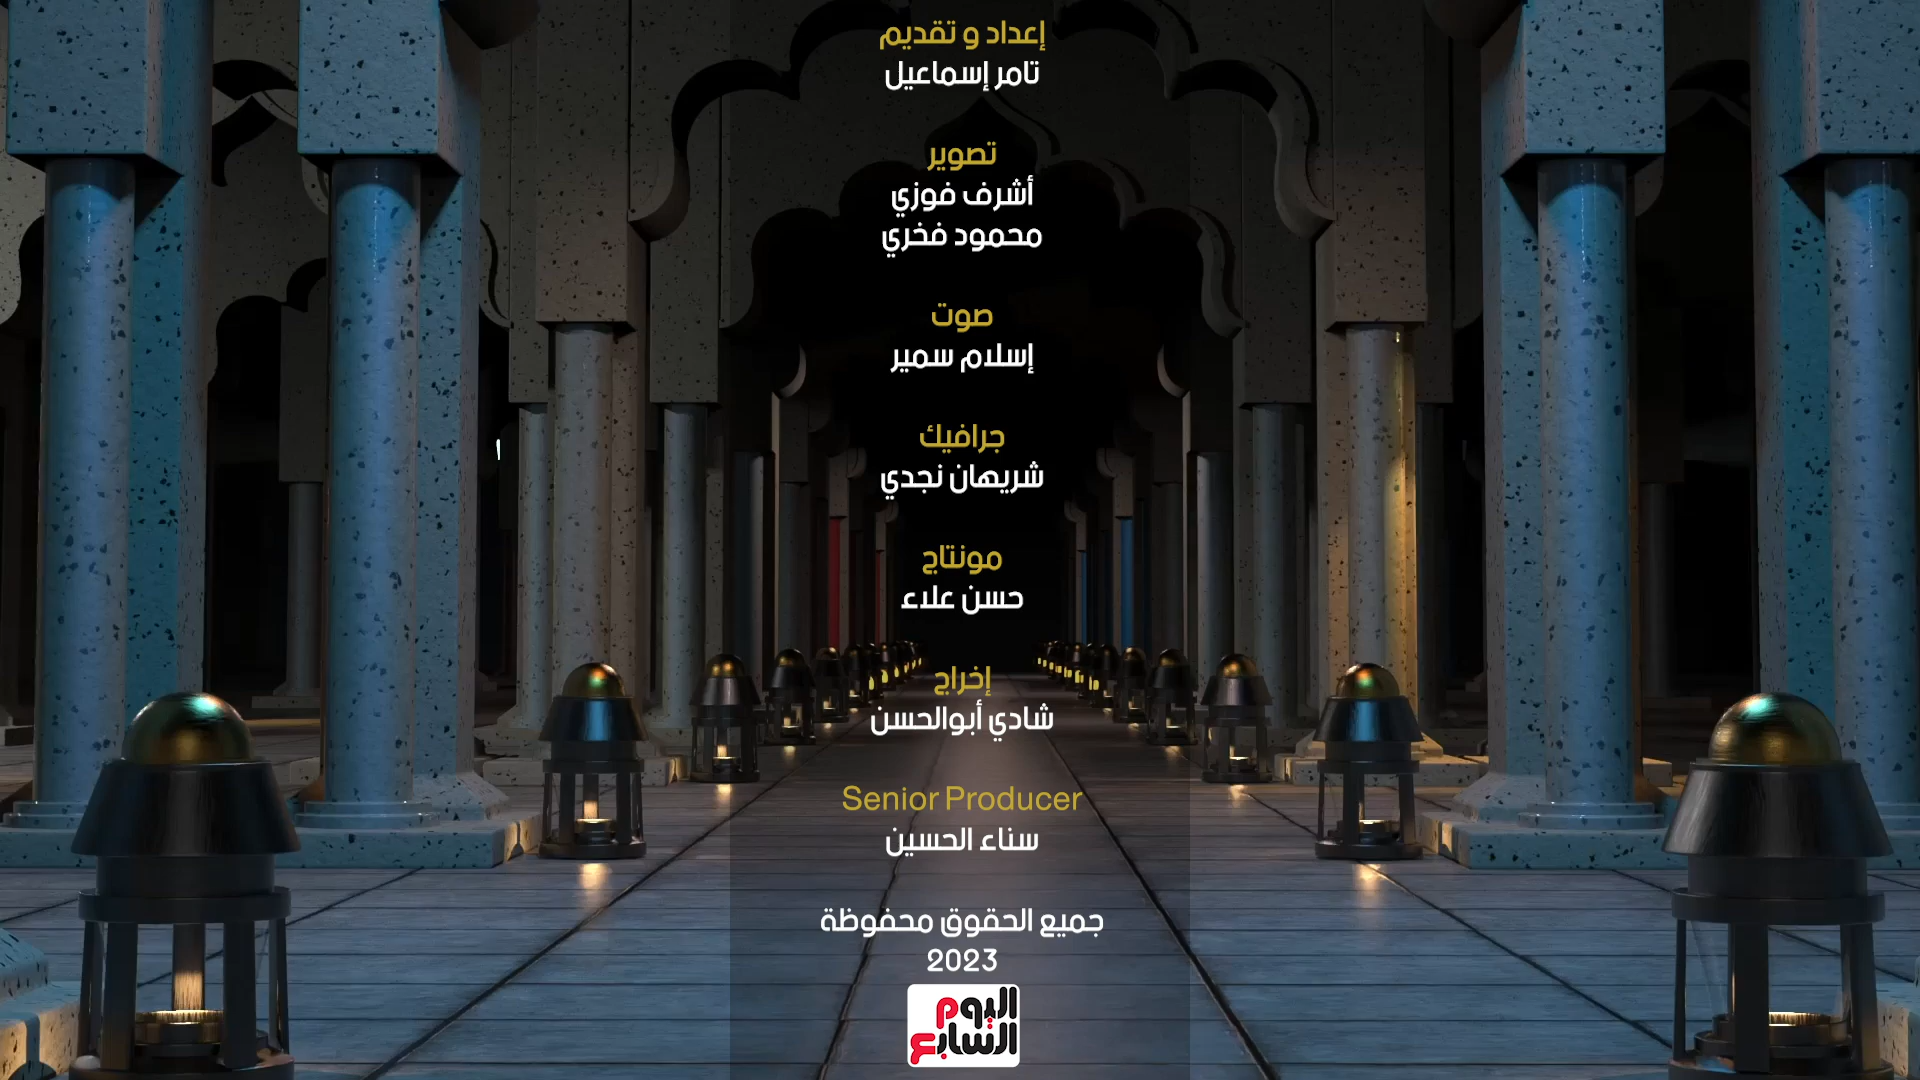 إعداد و تقديم
تامر إسماعيل
تصوير
أشرف فوزي
محمود فخري
صوت
إسلام سمير
جرافيك
شريهان نجدي
مونتاج
حسن علاء
إخراج
شادي أبوالحسن
Senior Producer
سناء الحسين
جميع الحقوق محفوظة
2023
اليوم
السابع